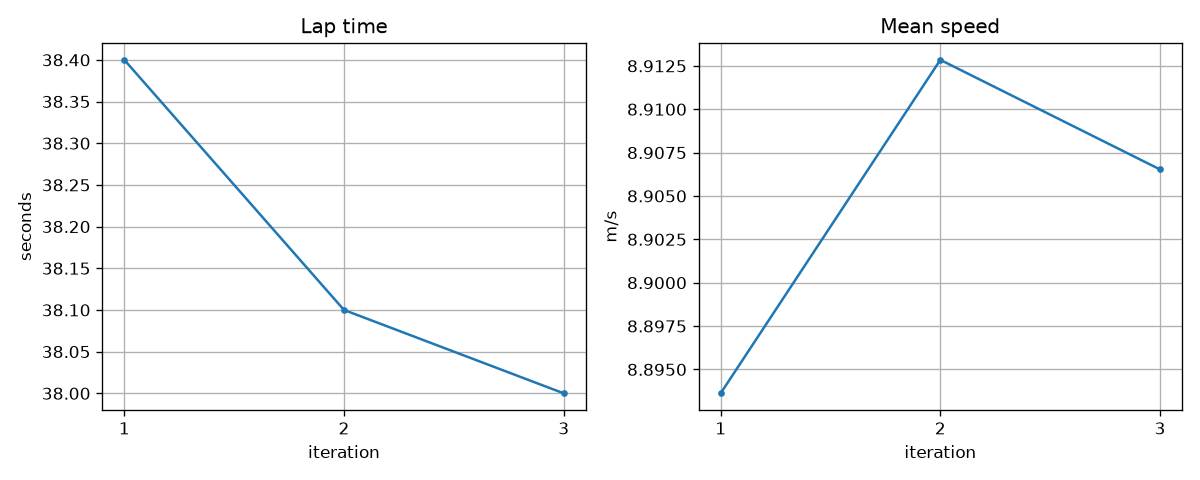 Lap time
38.40
38.35
38.30
38.25
38.20
38.15
38.10
38.05
38.00
seconds
1 2 3
iteration
Mean speed
8.9125
8.9100
8.9075
8.9050
8.9025
8.9000
8.8975
8.8950
m/s
1 2 3
iteration